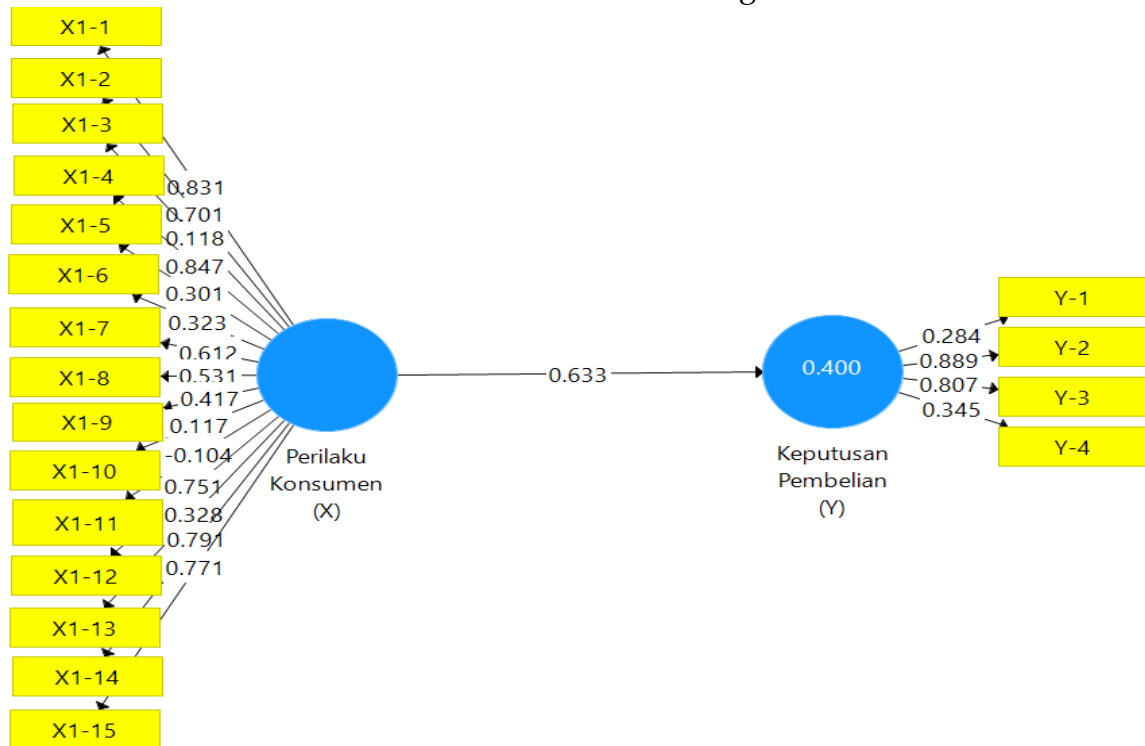 g
X1-1
X1-2
X1-3
X1-4
X1-5
X1-6
X1-7
X1-8
X1-9
X1-10
X1-11
X1-12
X1-13
X1-14
X1-15
0.831
0.701
0.118
0.847
0.301
0.323
0.612
0.531
0.417
0.117
-0.104
0.751
0.328
0.791
0.771
Perilaku
Konsumen
(X)
0.633
0.400
Keputusan
Pembelian
(Y)
0.284
0.889
0.807
0.345
Y-1
Y-2
Y-3
Y-4